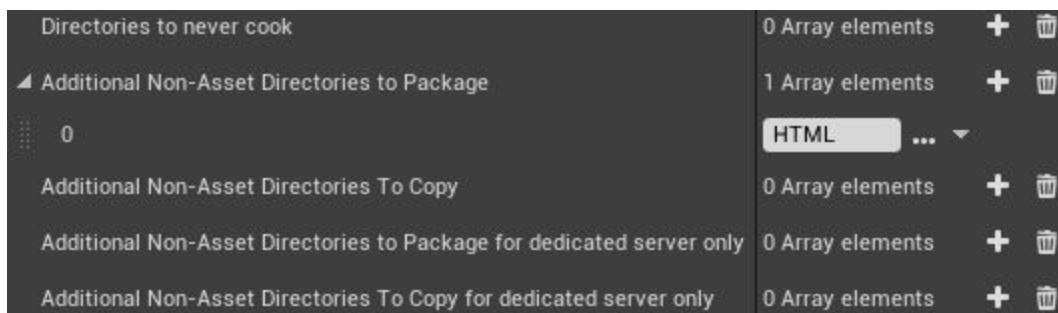 Directories to never cook 0 Array elements
Additional Non-Asset Directories to Package 1 Array elements
0 HTML ...
Additional Non-Asset Directories To Copy 0 Array elements
Additional Non-Asset Directories to Package for dedicated server only 0 Array elements
Additional Non-Asset Directories To Copy for dedicated server only 0 Array elements